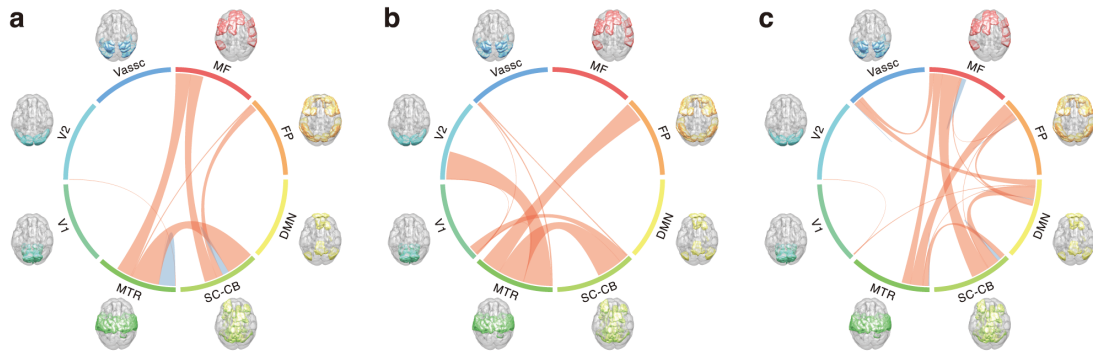 a
Vassc
MF
V2
FP
V1
DMN
MTR
SC-CB
b
Vassc
MF
V2
FP
V1
DMN
MTR
SC-CB
c
Vassc
MF
V2
FP
V1
DMN
MTR
SC-CB